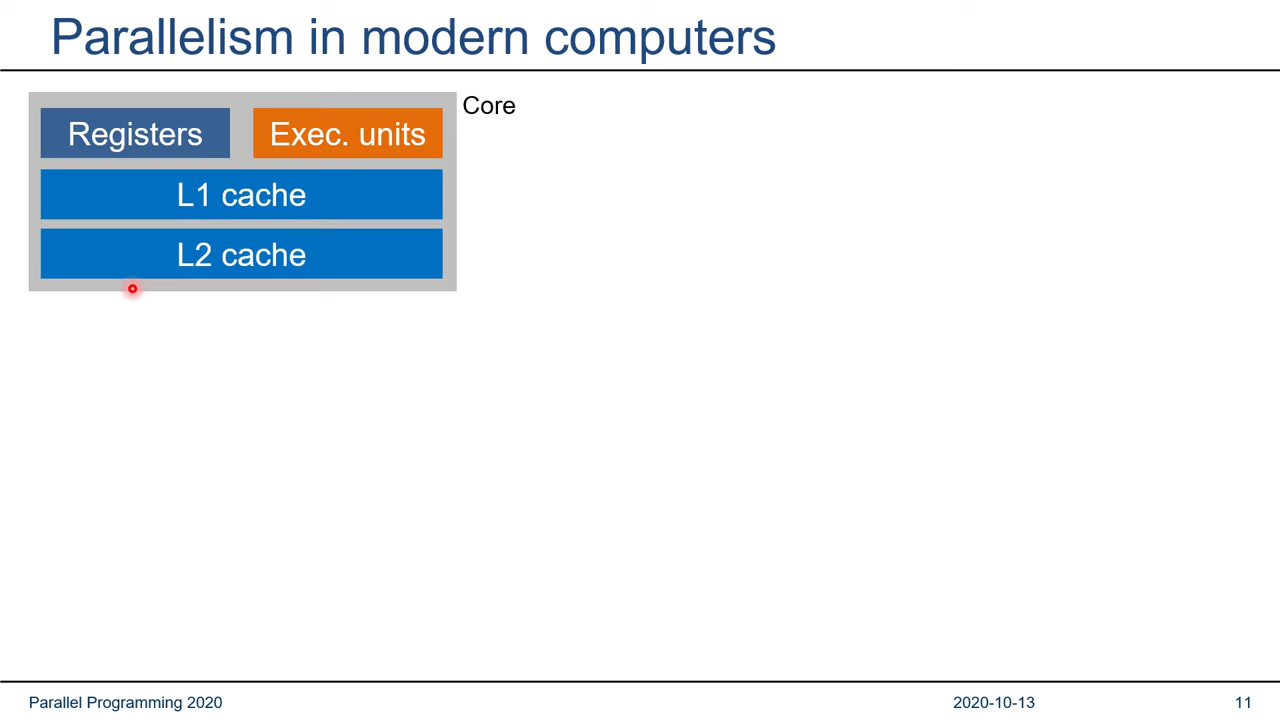 Parallelism in modern computers
Core
Registers
Exec. units
L1 cache
L2 cache
Parallel Programming 2020
2020-10-13
11